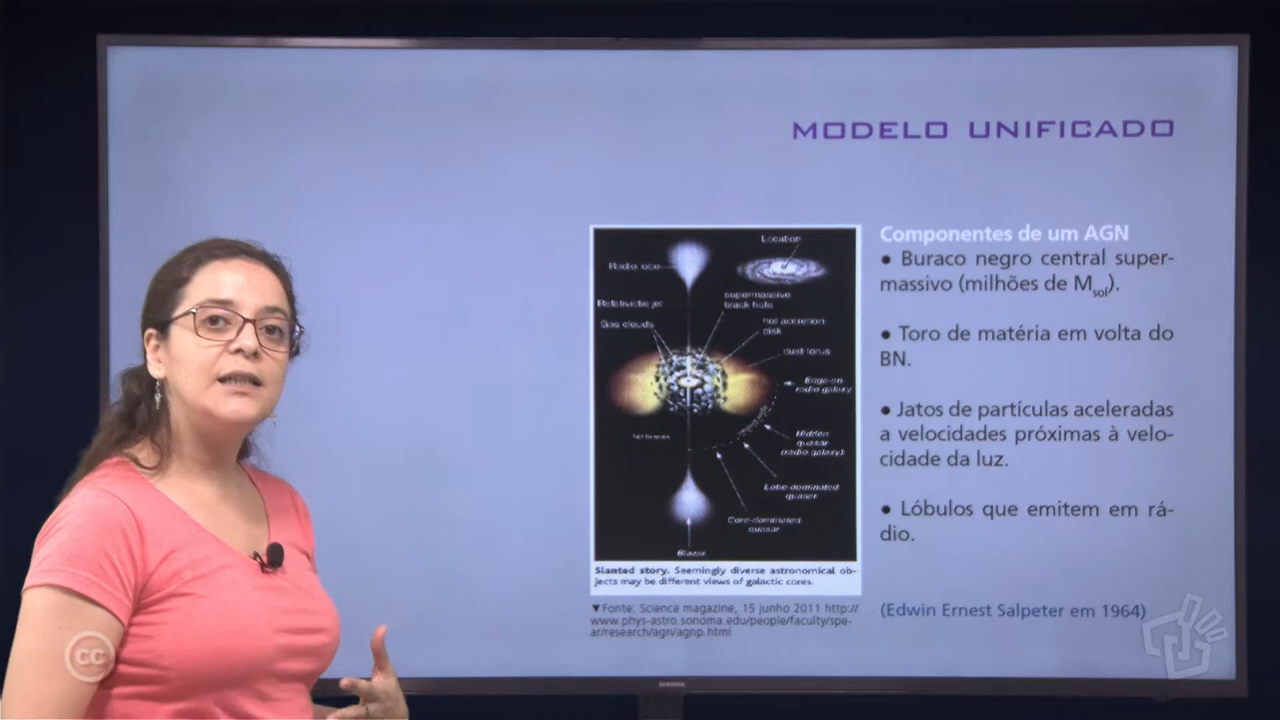 MODELO UNIFICADO
Location
Radio lobe
Relativistic jet
Gas clouds
supermassive
black hole
hot accretion
disk
dust torus
Edge-on
radio galaxy
Hidden
quasar
(radio galaxy)
Lobe-dominated
quasar
Core-dominated
quasar
Blazar
Slanted story. Seemingly diverse astronomical ob-
jects may be different views of galactic cores.
▼Fonte: Science magazine, 15 junho 2011 http://
www.phys-astro.sonoma.edu/people/faculty/spe-
ar/research/agn/agnp.html
Componentes de um AGN
• Buraco negro central super-
massivo (milhões de Msol).
• Toro de matéria em volta do
BN.
• Jatos de partículas aceleradas
a velocidades próximas à velo-
cidade da luz.
• Lóbulos que emitem em rá-
dio.
(Edwin Ernest Salpeter em 1964)
SAMSUNG
cc